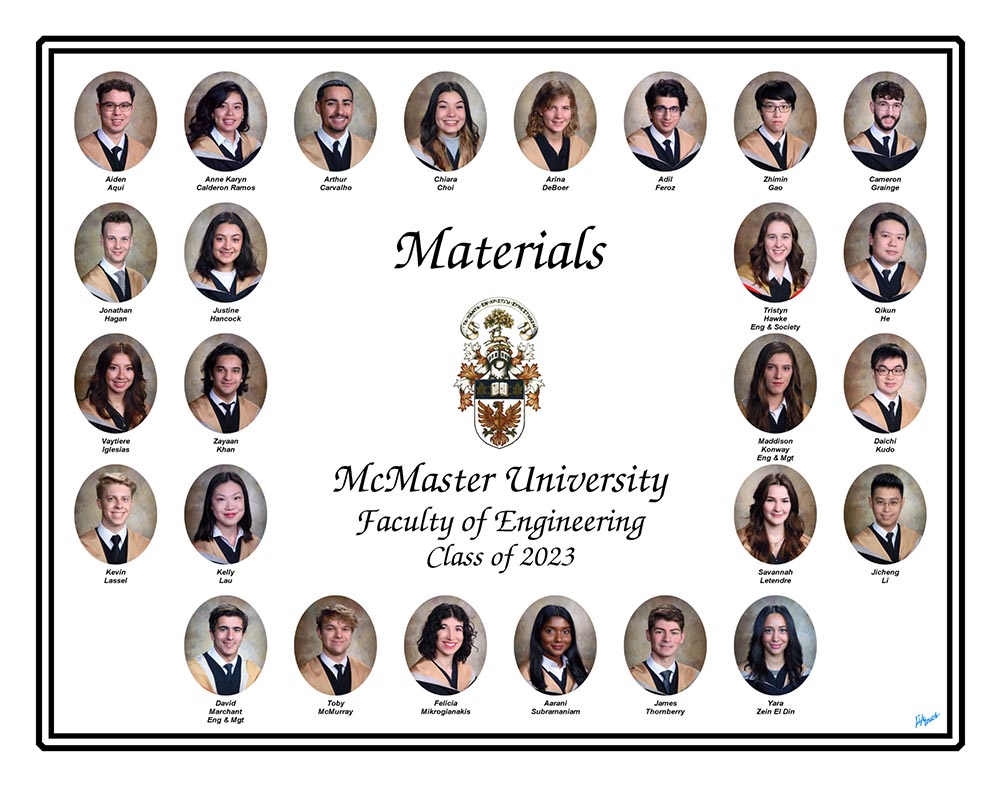 Aiden
Aqui
Anne Karyn
Calderon Ramos
Arthur
Carvalho
Chiara
Choi
Arina
DeBoer
Adil
Feroz
Zhimin
Gao
Cameron
Grainge
Jonathan
Hagan
Justine
Hancock
Materials
Tristyn
Hawke
Eng & Society
Qikun
He
Vaytiere
Iglesias
Zayaan
Khan
Maddison
Konway
Eng & Mgt
Daichi
Kudo
McMaster University
Faculty of Engineering
Class of 2023
Kevin
Lassel
Kelly
Lau
Savannah
Letendre
Jicheng
Li
David
Marchant
Eng & Mgt
Toby
McMurray
Felicia
Mikrogianakis
Aarani
Subramaniam
James
Thornberry
Yara
Zein El Din